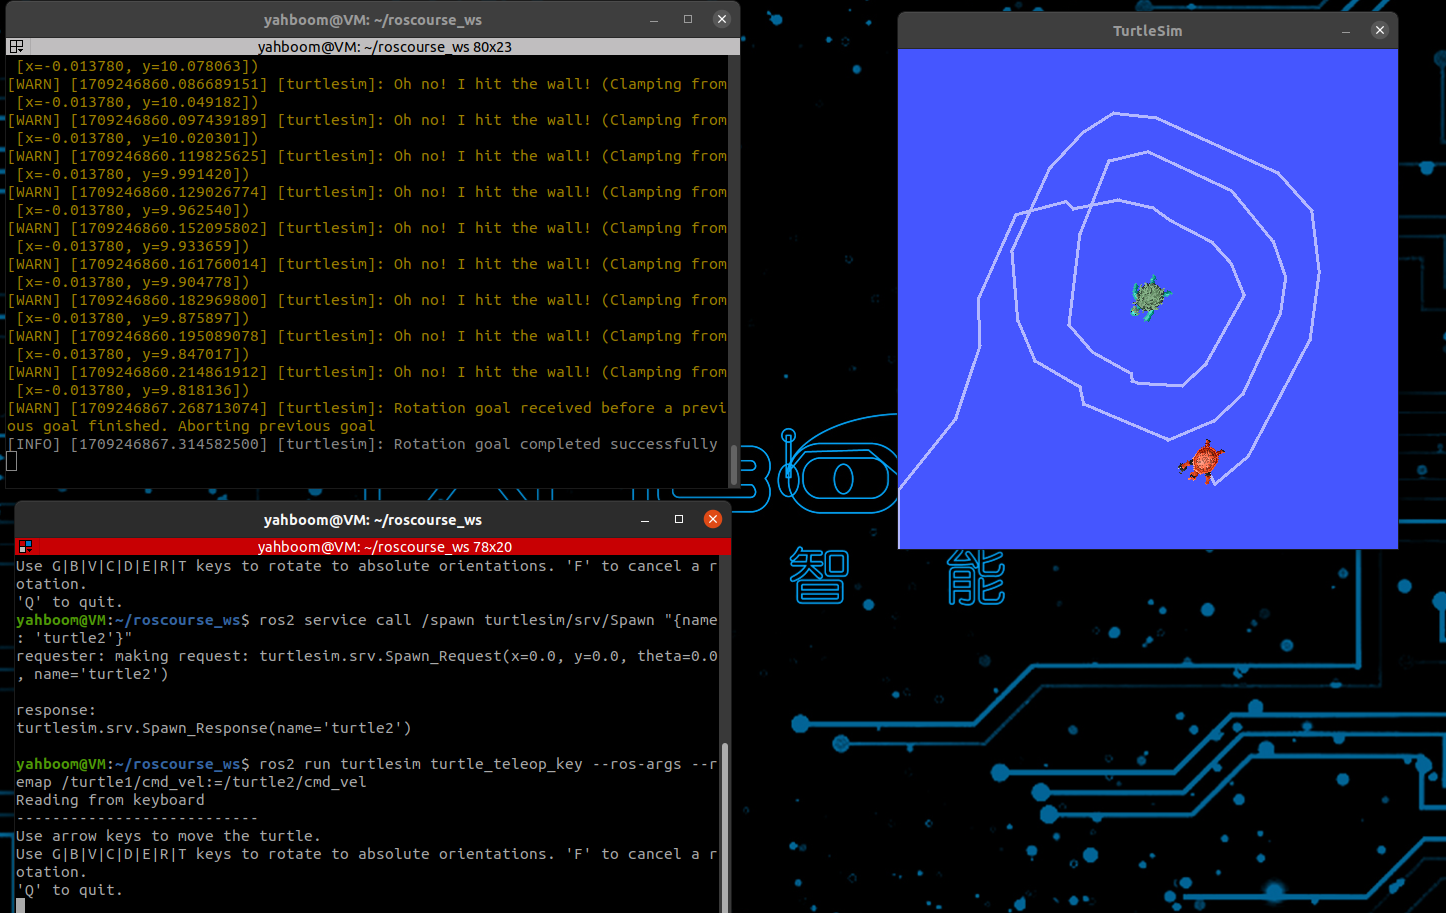 yahboom@VM: ~/roscourse_ws
yahboom@VM: ~/roscourse_ws 80x23
[x=-0.013780, y=10.078063])
[WARN] [1709246860.086689151] [turtlesim]: Oh no! I hit the wall! (Clamping from
[x=-0.013780, y=10.049182])
[WARN] [1709246860.097439189] [turtlesim]: Oh no! I hit the wall! (Clamping from
[x=-0.013780, y=10.020301])
[WARN] [1709246860.119825625] [turtlesim]: Oh no! I hit the wall! (Clamping from
[x=-0.013780, y=9.991420])
[WARN] [1709246860.129026774] [turtlesim]: Oh no! I hit the wall! (Clamping from
[x=-0.013780, y=9.962540])
[WARN] [1709246860.152095802] [turtlesim]: Oh no! I hit the wall! (Clamping from
[x=-0.013780, y=9.933659])
[WARN] [1709246860.161760014] [turtlesim]: Oh no! I hit the wall! (Clamping from
[x=-0.013780, y=9.904778])
[WARN] [1709246860.182969800] [turtlesim]: Oh no! I hit the wall! (Clamping from
[x=-0.013780, y=9.875897])
[WARN] [1709246860.195089078] [turtlesim]: Oh no! I hit the wall! (Clamping from
[x=-0.013780, y=9.847017])
[WARN] [1709246860.214861912] [turtlesim]: Oh no! I hit the wall! (Clamping from
[x=-0.013780, y=9.818136])
[WARN] [1709246867.268713074] [turtlesim]: Rotation goal received before a previ
ous goal finished. Aborting previous goal
[INFO] [1709246867.314582500] [turtlesim]: Rotation goal completed successfully
yahboom@VM: ~/roscourse_ws
yahboom@VM: ~/roscourse_ws 78x20
Use G|B|V|C|D|E|R|T keys to rotate to absolute orientations. 'F' to cancel a r
otation.
'Q' to quit.
yahboom@VM:~/roscourse_ws$ ros2 service call /spawn turtlesim/srv/Spawn "{name
: 'turtle2'}"
requester: making request: turtlesim.srv.Spawn_Request(x=0.0, y=0.0, theta=0.0
, name='turtle2')
response:
turtlesim.srv.Spawn_Response(name='turtle2')
yahboom@VM:~/roscourse_ws$ ros2 run turtlesim turtle_teleop_key --ros-args --r
emap /turtle1/cmd_vel:=/turtle2/cmd_vel
Reading from keyboard
---------------------------
Use arrow keys to move the turtle.
Use G|B|V|C|D|E|R|T keys to rotate to absolute orientations. 'F' to cancel a r
otation.
'Q' to quit.
TurtleSim
智 能